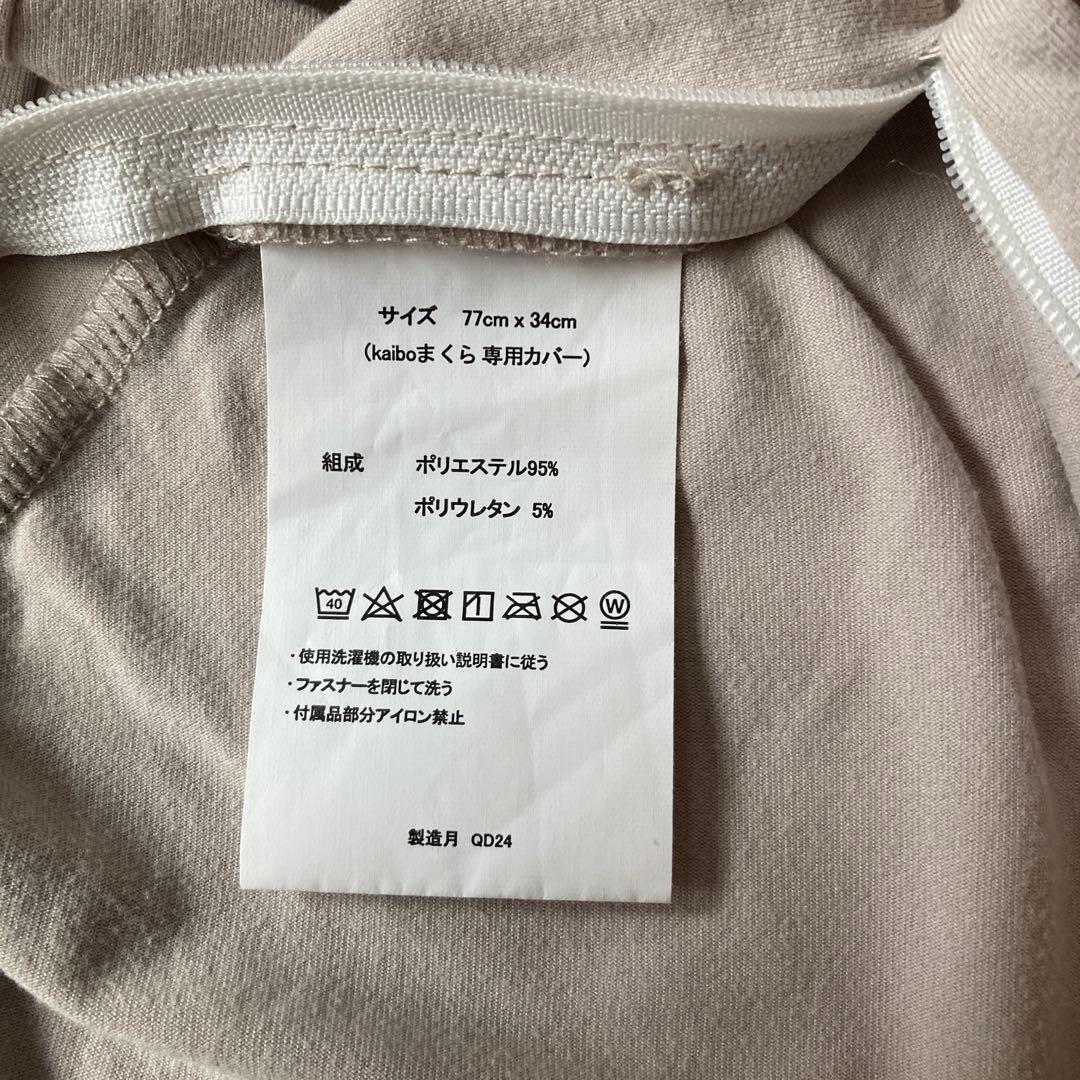 サイズ 77cm x 34cm
(kaiboまくら 専用カバー)
組成 ポリエステル95%
ポリウレタン 5%
40 W
・使用洗濯機の取り扱い説明書に従う
・ファスナーを閉じて洗う
・付属品部分アイロン禁止
製造月 QD24